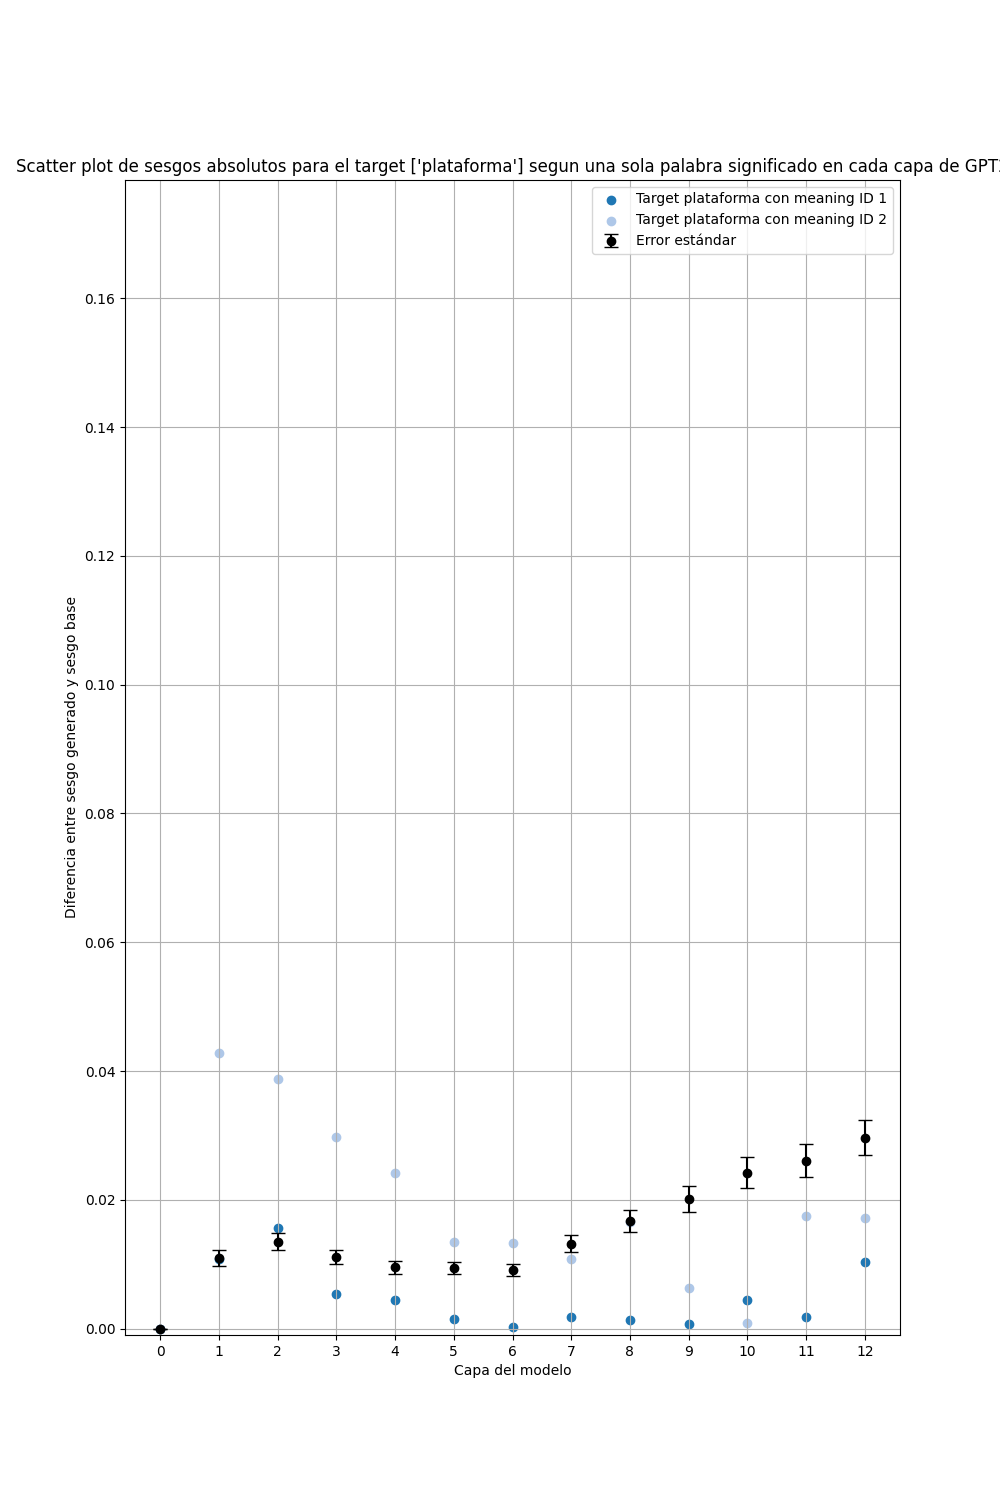 Scatter plot de sesgos absolutos para el target ['plataforma'] segun una sola palabra significado en cada capa de
Target plataforma con meaning ID 1
Target plataforma con meaning ID 2
Error estándar
0.16
0.14
0.12
0.10
0.08
0.06
0.04
0.02
0.00
Diferencia entre sesgo generado y sesgo base
0 1 2 3 4 5 6 7 8 9 10 11 12
Capa del modelo